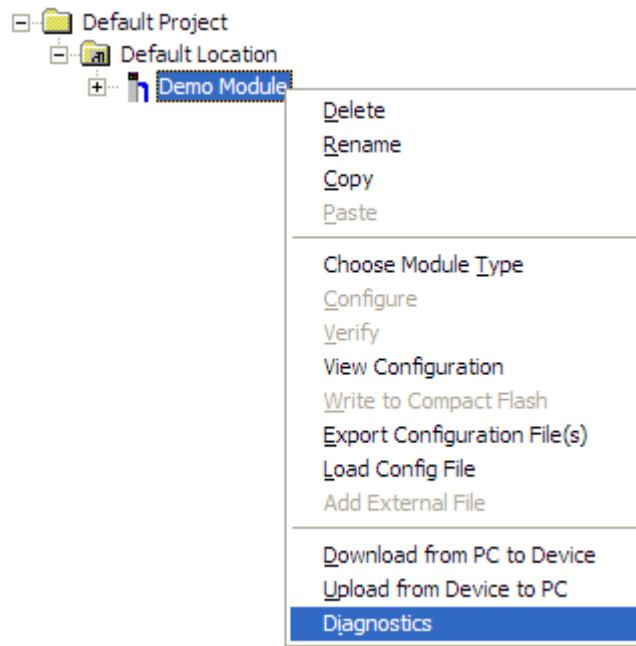 Default Project
Default Location
Demo Module
Delete
Rename
Copy
Paste
Choose Module Type
Configure
Verify
View Configuration
Write to Compact Flash
Export Configuration File(s)
Load Config File
Add External File
Download from PC to Device
Upload from Device to PC
Diagnostics